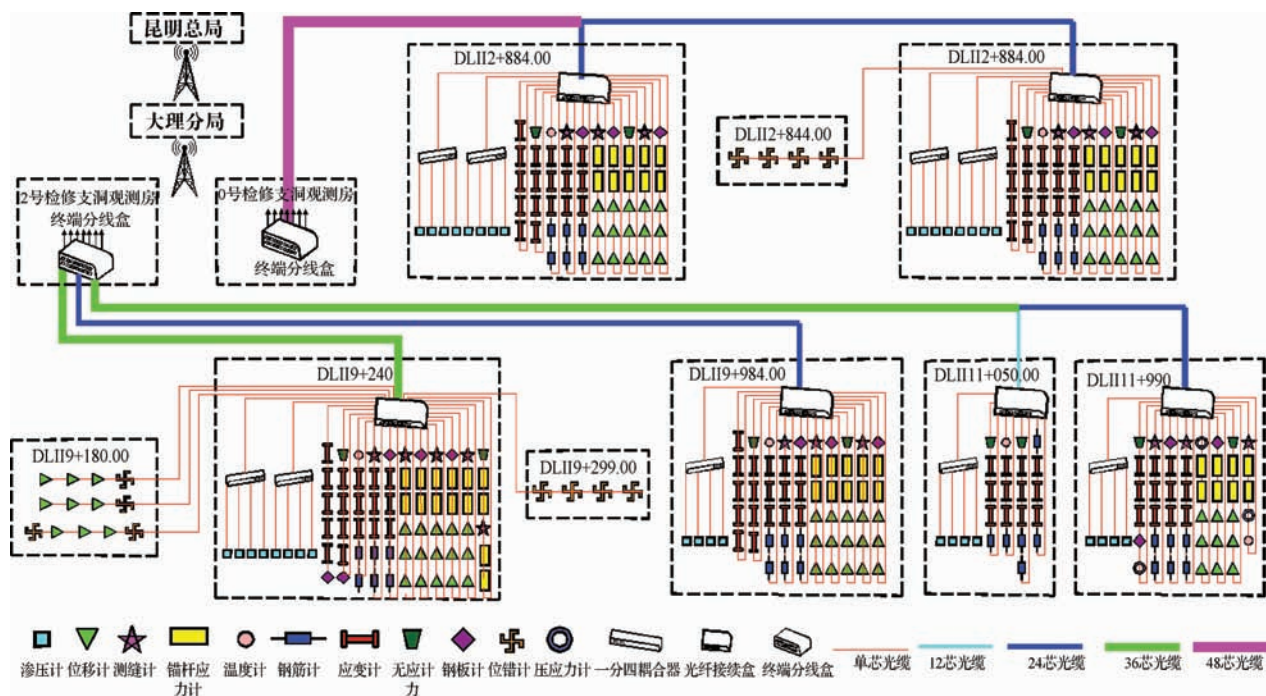 昆明总局
大理分局
2号检修支洞观测房
终端分线盒
0号检修支洞观测房
终端分线盒
DLII2+884.00
DLII2+844.00
DLII2+884.00
DLII9+180.00
DLII9+240
DLII9+299.00
DLII9+984.00
DLII11+050.00
DLII11+990
渗压计
位移计
测缝计
锚杆应
力计
温度计
钢筋计
应变计
无应计
力
钢板计
位错计
压应力计
一分四耦合器
光纤接续盒
终端分线盒
单芯光缆
12芯光缆
24芯光缆
36芯光缆
48芯光缆